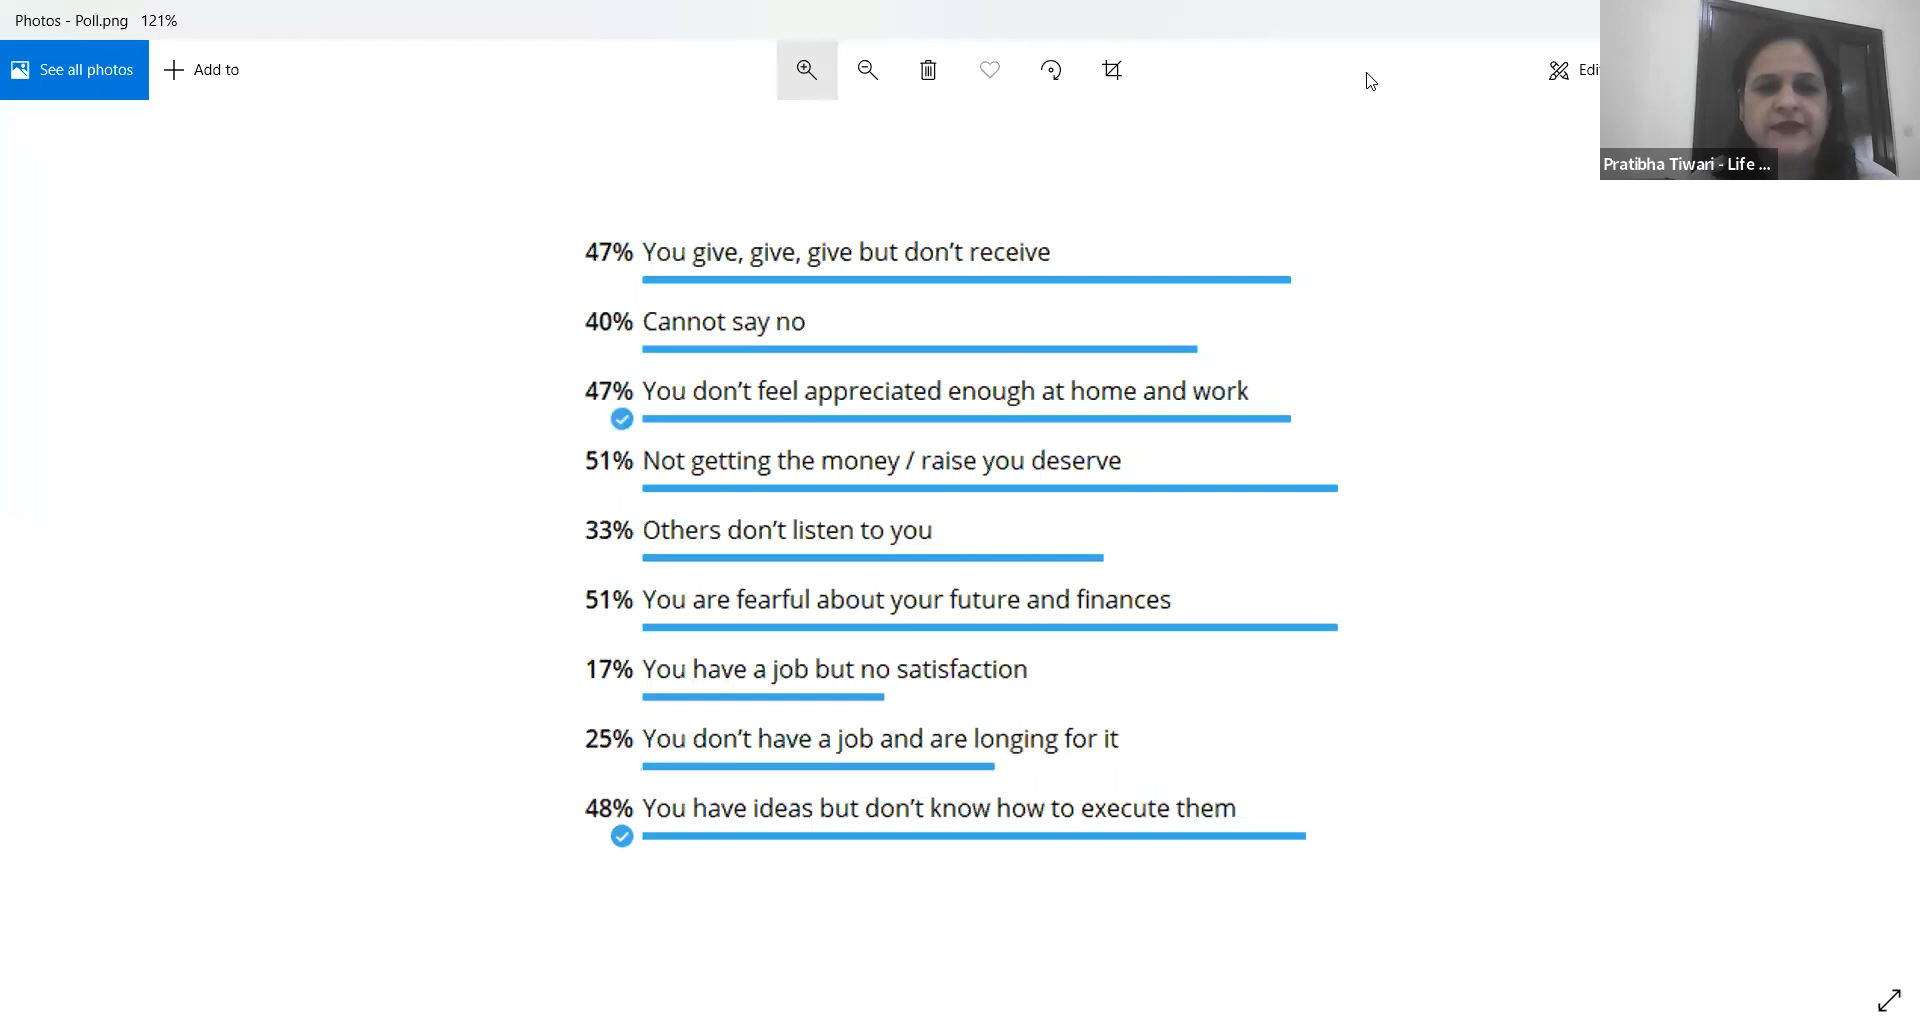 Photos - Poll.png 121%
See all photos
Add to
Edi
Pratibha Tiwari - Life ...
47% You give, give, give but don't receive
40% Cannot say no
47% You don't feel appreciated enough at home and work
51% Not getting the money / raise you deserve
33% Others don't listen to you
51% You are fearful about your future and finances
17% You have a job but no satisfaction
25% You don't have a job and are longing for it
48% You have ideas but don't know how to execute them